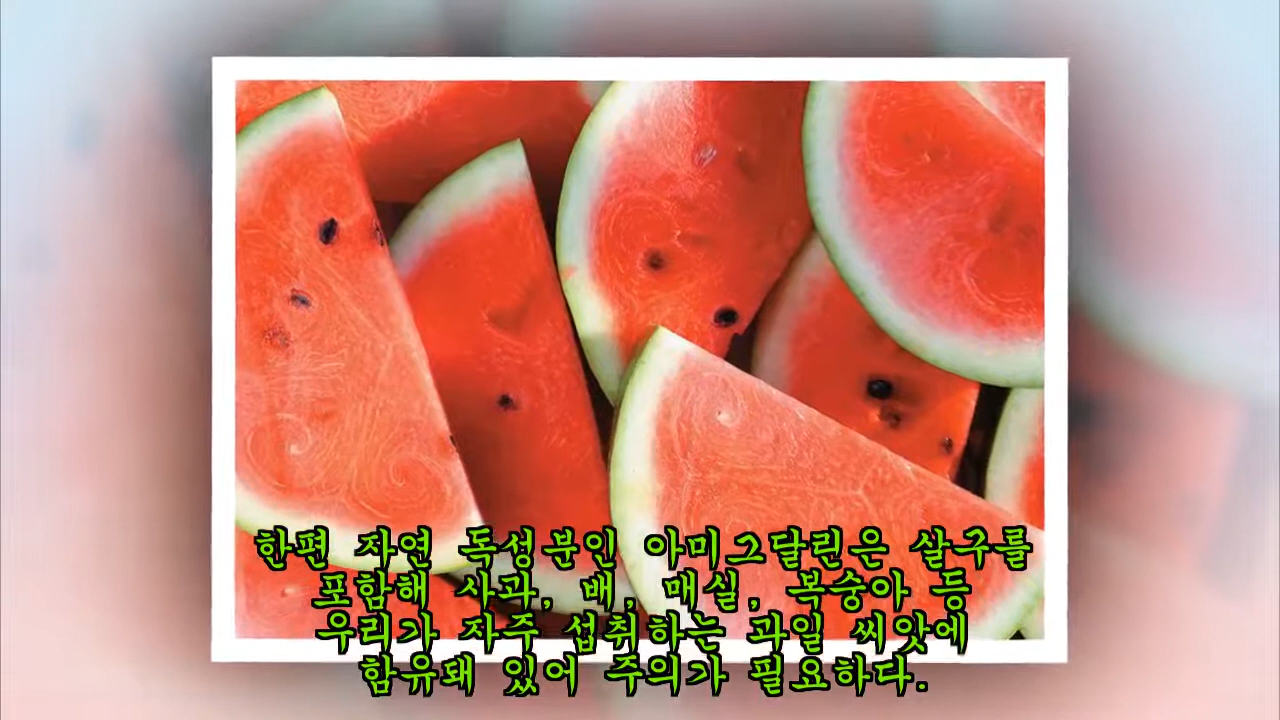 한편 자연 독성분인 아미그달린은 살구를
포함해 사과, 배, 매실, 복숭아 등
우리가 자주 섭취하는 과일 씨앗에
함유돼 있어 주의가 필요하다.